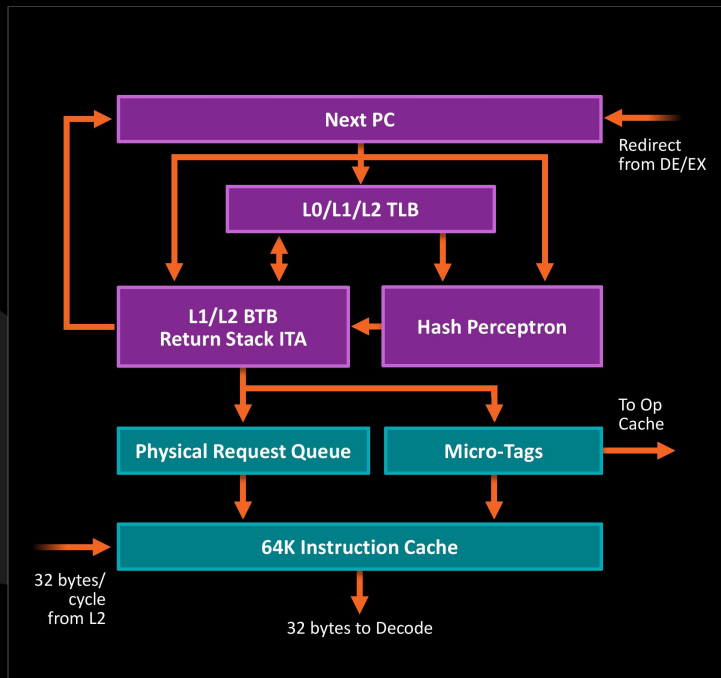 Next PC
Redirect
from DE/EX
L0/L1/L2 TLB
L1/L2 BTB
Return Stack ITA
Hash Perceptron
To Op
Cache
Physical Request Queue
Micro-Tags
64K Instruction Cache
32 bytes/
cycle
from L2
32 bytes to Decode